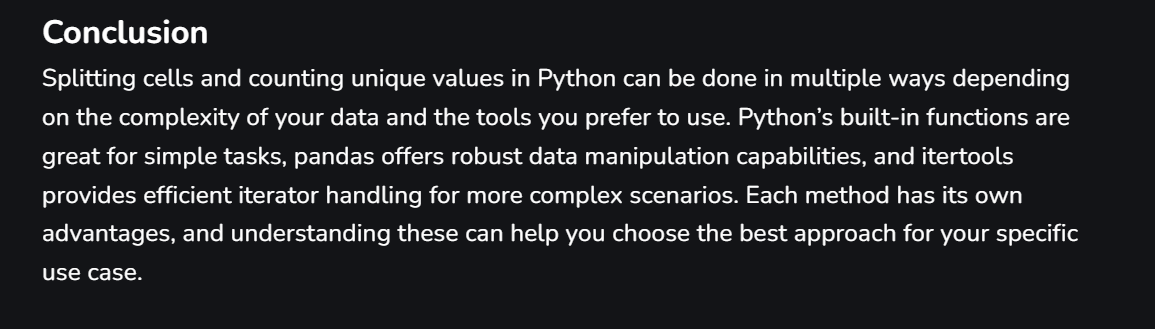 Conclusion
Splitting cells and counting unique values in Python can be done in multiple ways depending
on the complexity of your data and the tools you prefer to use. Python’s built-in functions are
great for simple tasks, pandas offers robust data manipulation capabilities, and itertools
provides efficient iterator handling for more complex scenarios. Each method has its own
advantages, and understanding these can help you choose the best approach for your specific
use case.